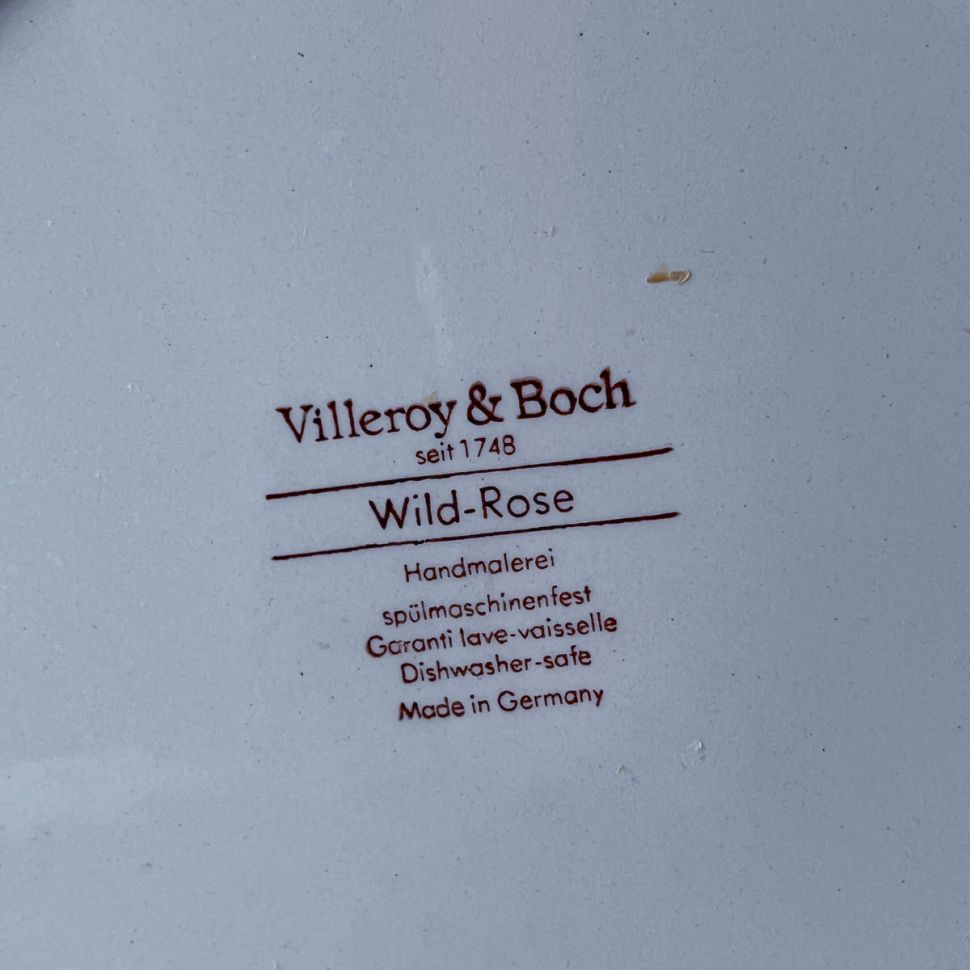 Villeroy & Boch
seit 1748
Wild-Rose
Handmalerei
spülmaschinenfest
Garanti lave-vaisselle
Dishwasher-safe
Made in Germany